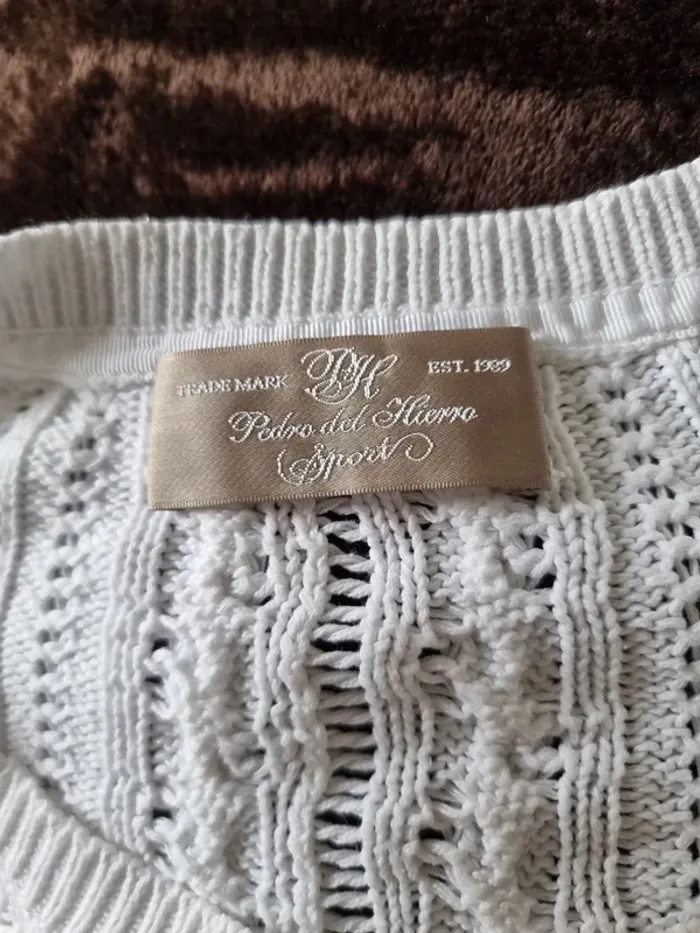 TRADE MARK PH EST. 1989
Pedro del Hierro
Sport